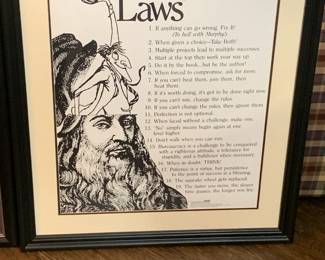 Laws
1. If anything can go wrong, Fix it!
(To hell with Murphy)
2. When given a choice—Take Both!
3. Multiple projects lead to multiple successes.
4. Start at the top then work your way up.
5. Do it by the book... but be the author!
6. When forced to compromise, ask for more.
7. If you can't beat them, join them, then
beat them.
8. If it's worth doing, it's got to be done right now.
9. If you can't win, change the rules.
10. If you can't change the rules, then ignore them.
11. Perfection is not optional.
12. When faced without a challenge, make one.
13. "No" simply means begin again at one
level higher.
14. Don't walk when you can run.
15. Bureaucracy is a challenge to be conquered
with a righteous attitude, a tolerance for
stupidity, and a bulldozer when necessary.
16. When in doubt: THINK!
17. Patience is a virtue, but persistence
to the point of success is a blessing.
18. The squeaky wheel gets replaced.
19. The faster you move, the slower
time passes, the longer you live.